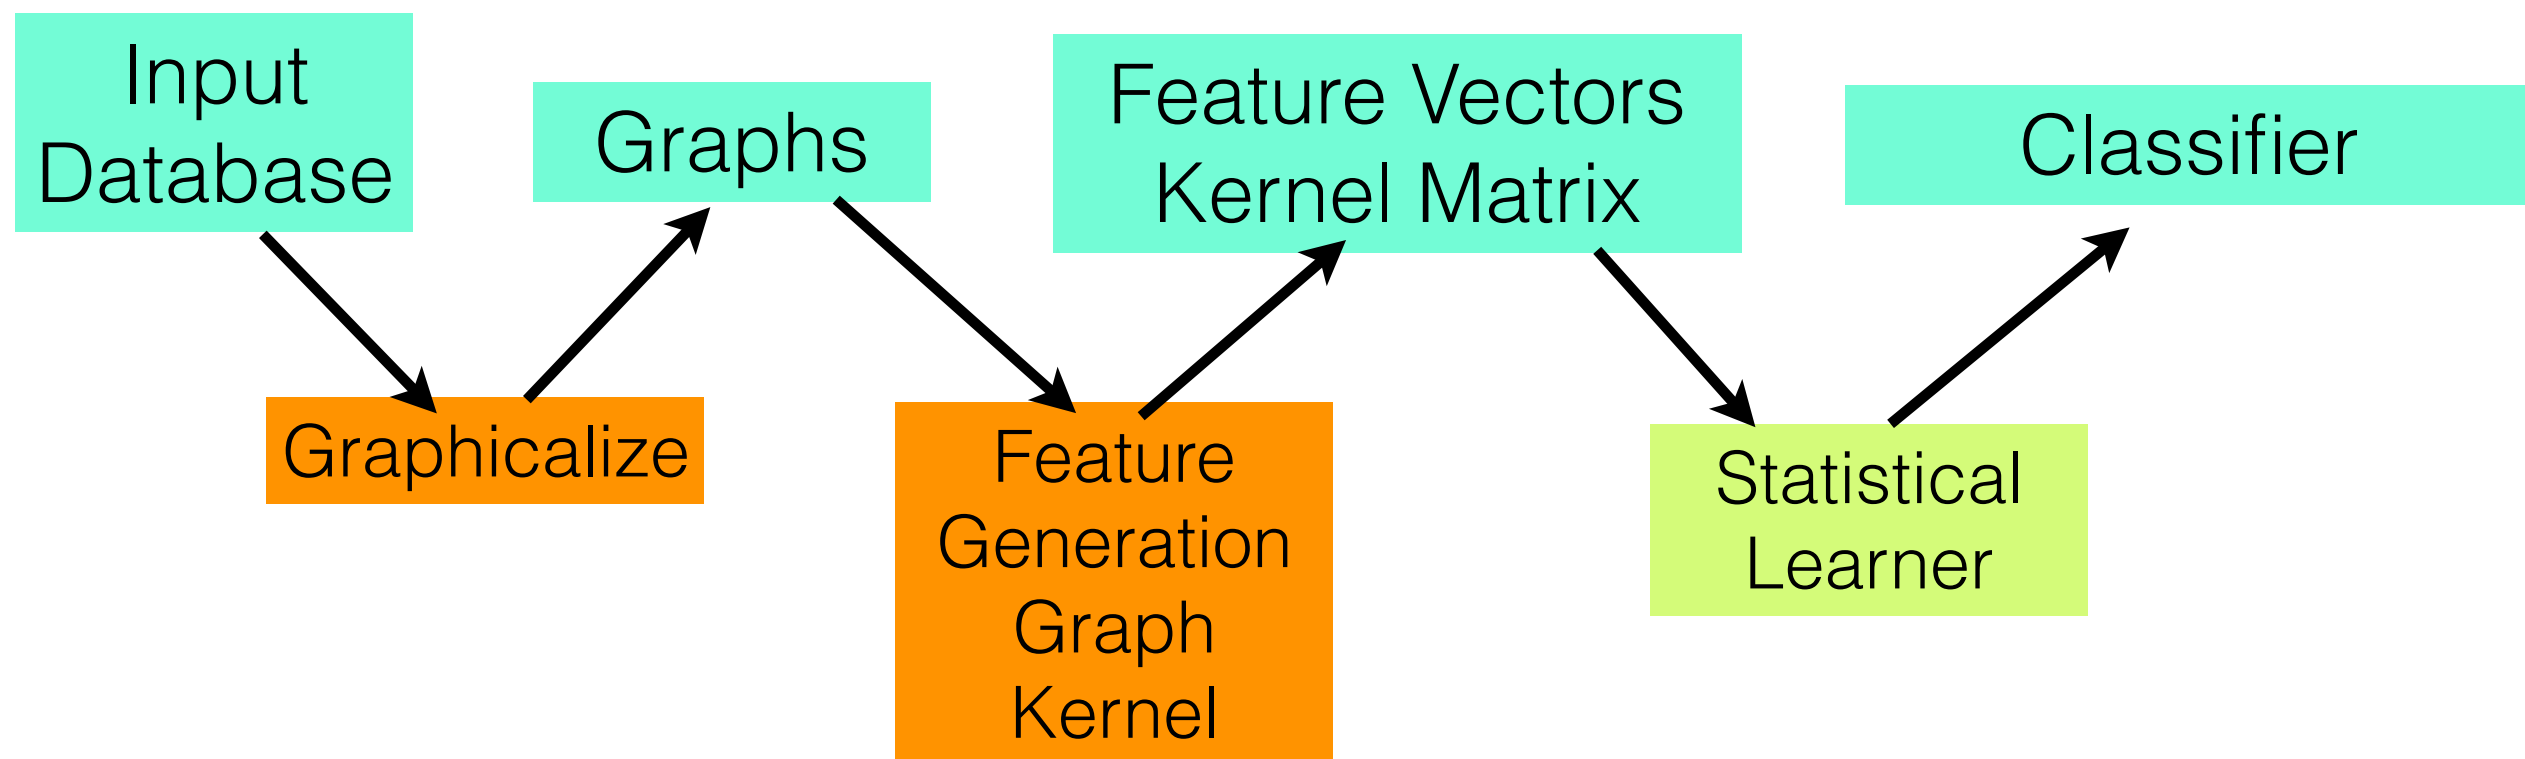 Input
Database
Graphs
Feature Vectors
Kernel Matrix
Classifier
Graphicalize
Feature
Generation
Graph
Kernel
Statistical
Learner